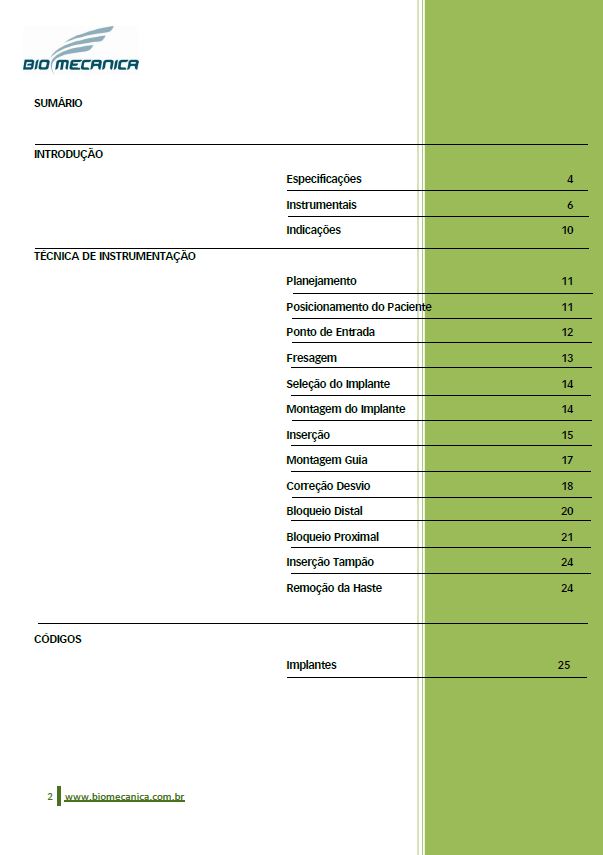 BIOMECANICA
SUMÁRIO
INTRODUÇÃO
Especificações 4
Instrumentais 6
Indicações 10
TÉCNICA DE INSTRUMENTAÇÃO
Planejamento 11
Posicionamento do Paciente 11
Ponto de Entrada 12
Fresagem 13
Seleção do Implante 14
Montagem do Implante 14
Inserção 15
Montagem Guia 17
Correção Desvio 18
Bloqueio Distal 20
Bloqueio Proximal 21
Inserção Tampão 24
Remoção da Haste 24
CÓDIGOS
Implantes 25
2 www.biomecanica.com.br